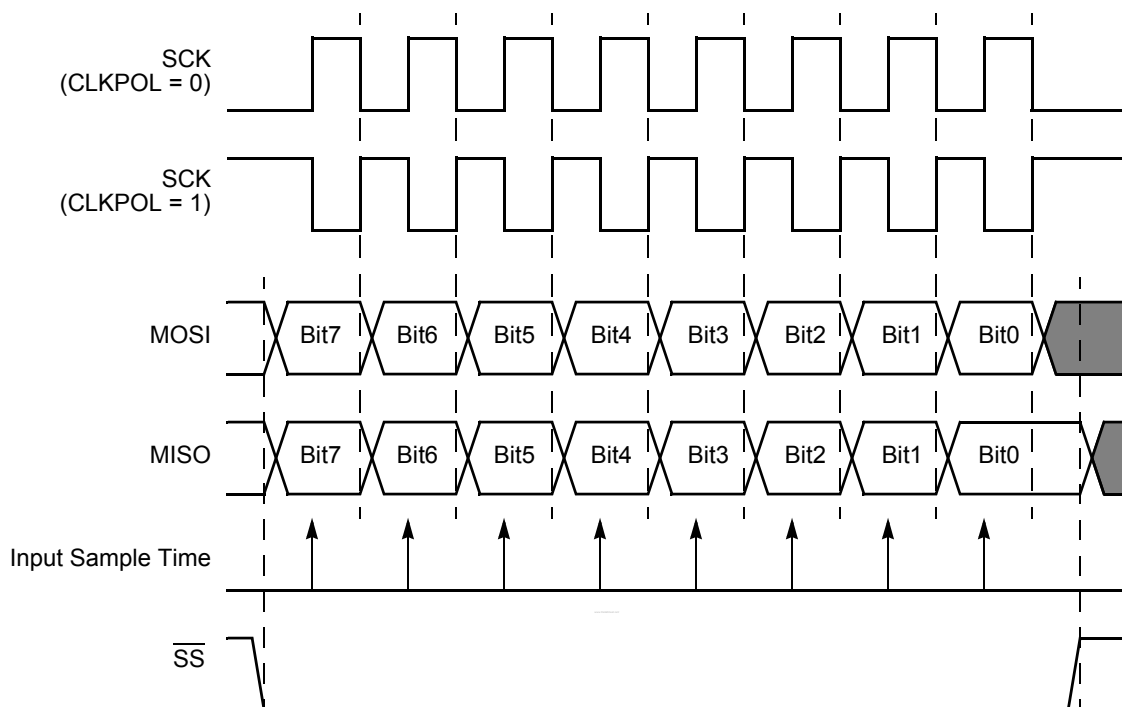 SCK
(CLKPOL = 0)
SCK
(CLKPOL = 1)
MOSI
Bit7 Bit6 Bit5 Bit4 Bit3 Bit2 Bit1 Bit0
MISO
Bit7 Bit6 Bit5 Bit4 Bit3 Bit2 Bit1 Bit0
Input Sample Time
S̅S̅